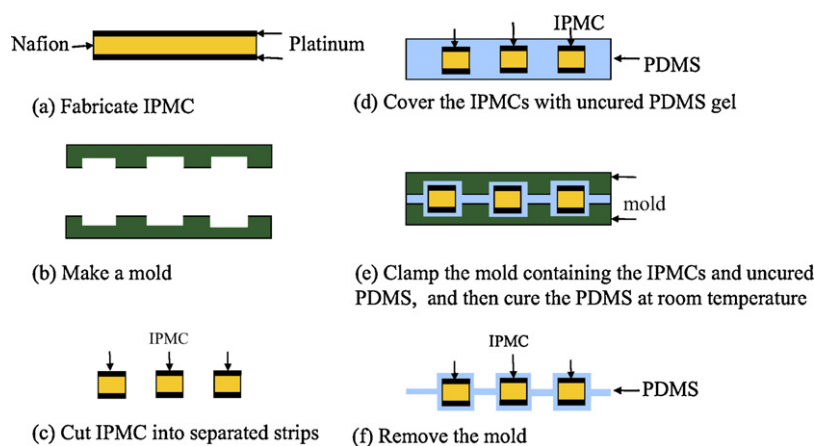 Nafion
Platinum
(a) Fabricate IPMC
(b) Make a mold
IPMC
(c) Cut IPMC into separated strips
IPMC
PDMS
(d) Cover the IPMCs with uncured PDMS gel
mold
(e) Clamp the mold containing the IPMCs and uncured
PDMS, and then cure the PDMS at room temperature
IPMC
PDMS
(f) Remove the mold